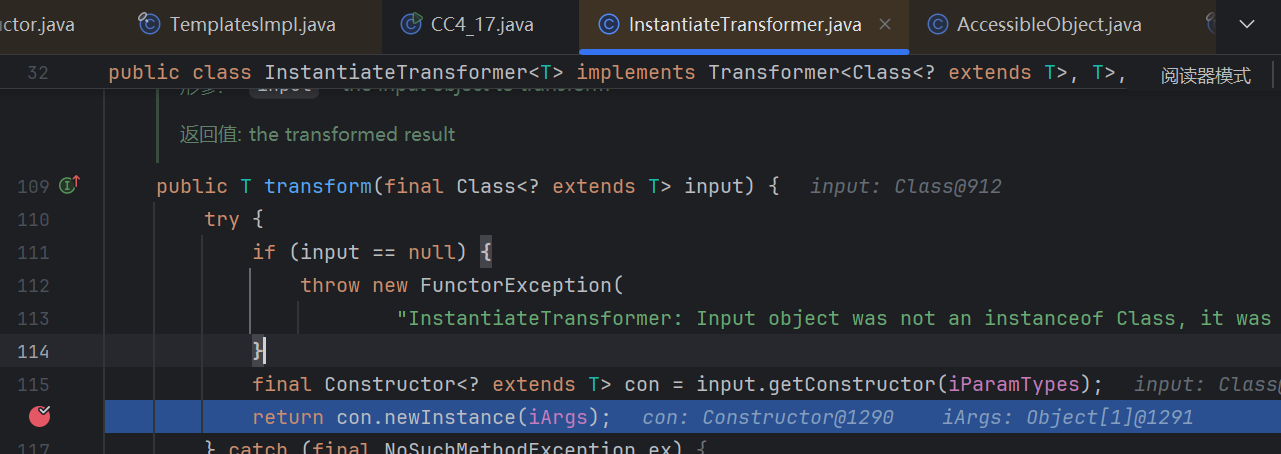 ctor.java TemplatesImpl.java CC4_17.java InstantiateTransformer.java AccessibleObject.java
32 public class InstantiateTransformer<T> implements Transformer<Class<? extends T>, T>, 阅读器模式
形参: input – the input object to transform
返回值: the transformed result
109 public T transform(final Class<? extends T> input) { input: Class@912
110 try {
111 if (input == null) {
112 throw new FunctorException(
113 "InstantiateTransformer: Input object was not an instanceof Class, it was
114 }
115 final Constructor<? extends T> con = input.getConstructor(iParamTypes); input: Class@
return con.newInstance(iArgs); con: Constructor@1290 iArgs: Object[1]@1291
117 } catch (final NoSuchMethodException ex) {